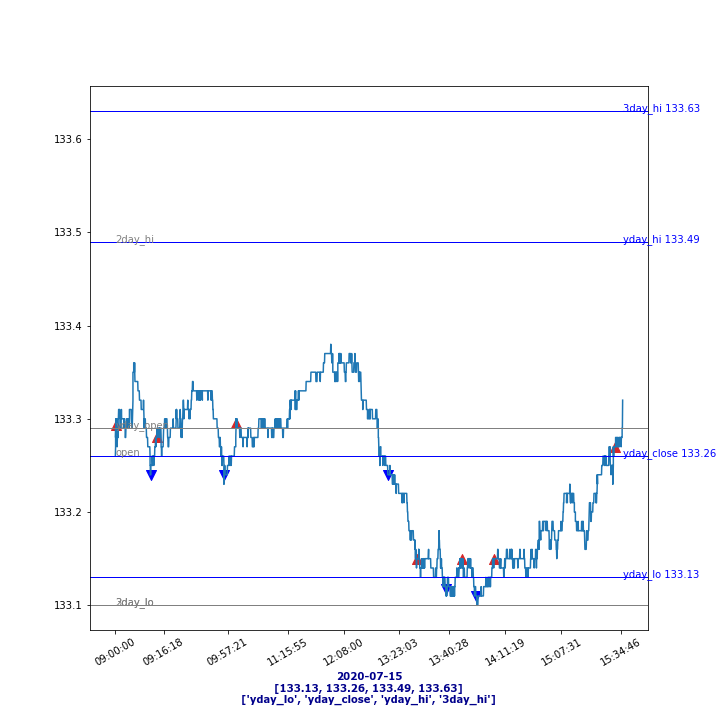 3day_hi 133.63
133.6
133.5
2day_hi
yday_hi 133.49
133.4
133.3
open
yday_close 133.26
133.2
yday_lo 133.13
133.1
09:00:00
09:16:18
09:57:21
11:15:55
12:08:00
13:23:03
13:40:28
14:11:19
15:07:31
15:34:46
2020-07-15
[133.13, 133.26, 133.49, 133.63]
['yday_lo', 'yday_close', 'yday_hi', '3day_hi']